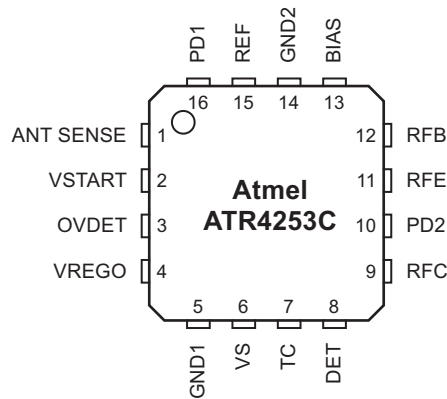 PD1
REF
GND2
BIAS
16 15 14 13
ANT SENSE 1
12 RFB
VSTART 2
11 RFE
OVDET 3
10 PD2
VREGO 4
9 RFC
Atmel
ATR4253C
5 6 7 8
GND1
VS
TC
DET